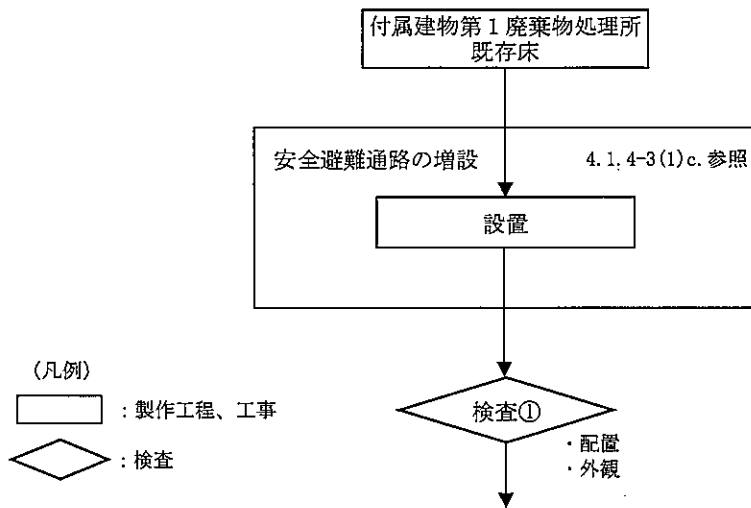 付属建物第1廃棄物処理所
既存床
安全避難通路の増設 4.1.4-3(1)c.参照
設置
(凡例)
:製作工程、工事
:検査
検査①
・配置
・外観